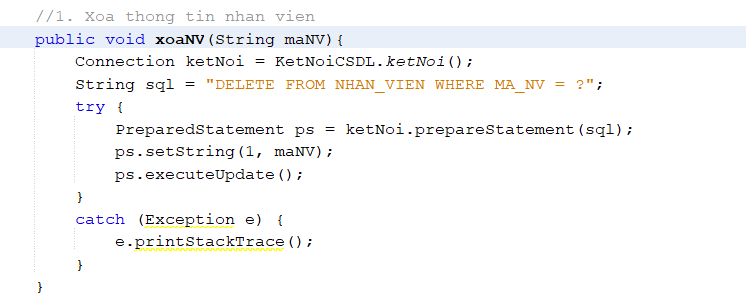 //1. Xoa thong tin nhan vien
public void xoaNV(String maNV){
Connection ketNoi = KetNoiCSDL.ketNoi();
String sql = "DELETE FROM NHAN_VIEN WHERE MA_NV = ?";
try {
PreparedStatement ps = ketNoi.prepareStatement(sql);
ps.setString(1, maNV);
ps.executeUpdate();
}
catch (Exception e) {
e.printStackTrace();
}
}